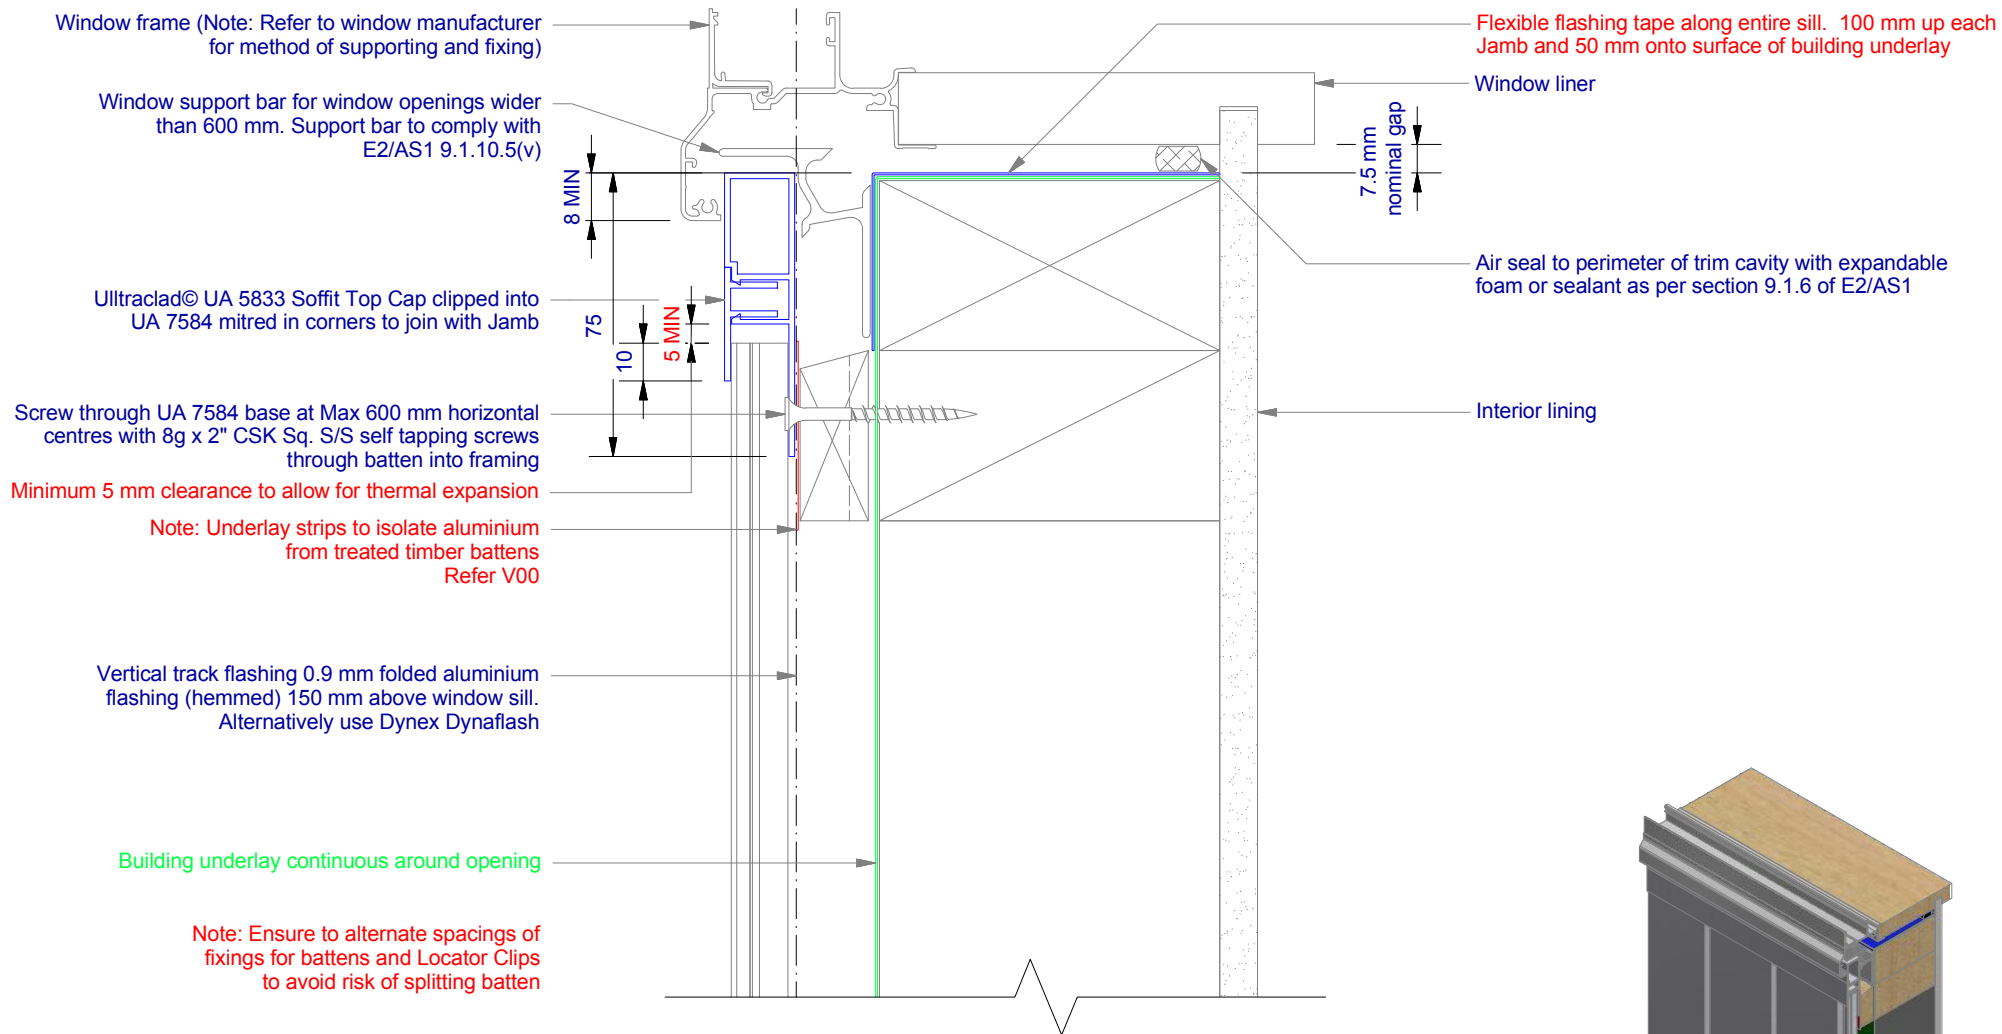 Window frame (Note: Refer to window manufacturer
for method of supporting and fixing)
Window support bar for window openings wider
than 600 mm. Support bar to comply with
E2/AS1 9.1.10.5(v)
8 MIN
75
Ulltraclad© UA 5833 Soffit Top Cap clipped into
UA 7584 mitred in corners to join with Jamb
5 MIN
10
Screw through UA 7584 base at Max 600 mm horizontal
centres with 8g x 2" CSK Sq. S/S self tapping screws
through batten into framing
Minimum 5 mm clearance to allow for thermal expansion
Note: Underlay strips to isolate aluminium
from treated timber battens
Refer V00
Vertical track flashing 0.9 mm folded aluminium
flashing (hemmed) 150 mm above window sill.
Alternatively use Dynex Dynaflash
Building underlay continuous around opening
Note: Ensure to alternate spacings of
fixings for battens and Locator Clips
to avoid risk of splitting batten
Flexible flashing tape along entire sill.  100 mm up each
Jamb and 50 mm onto surface of building underlay
Window liner
7.5 mm
nominal gap
Air seal to perimeter of trim cavity with expandable
foam or sealant as per section 9.1.6 of E2/AS1
Interior lining